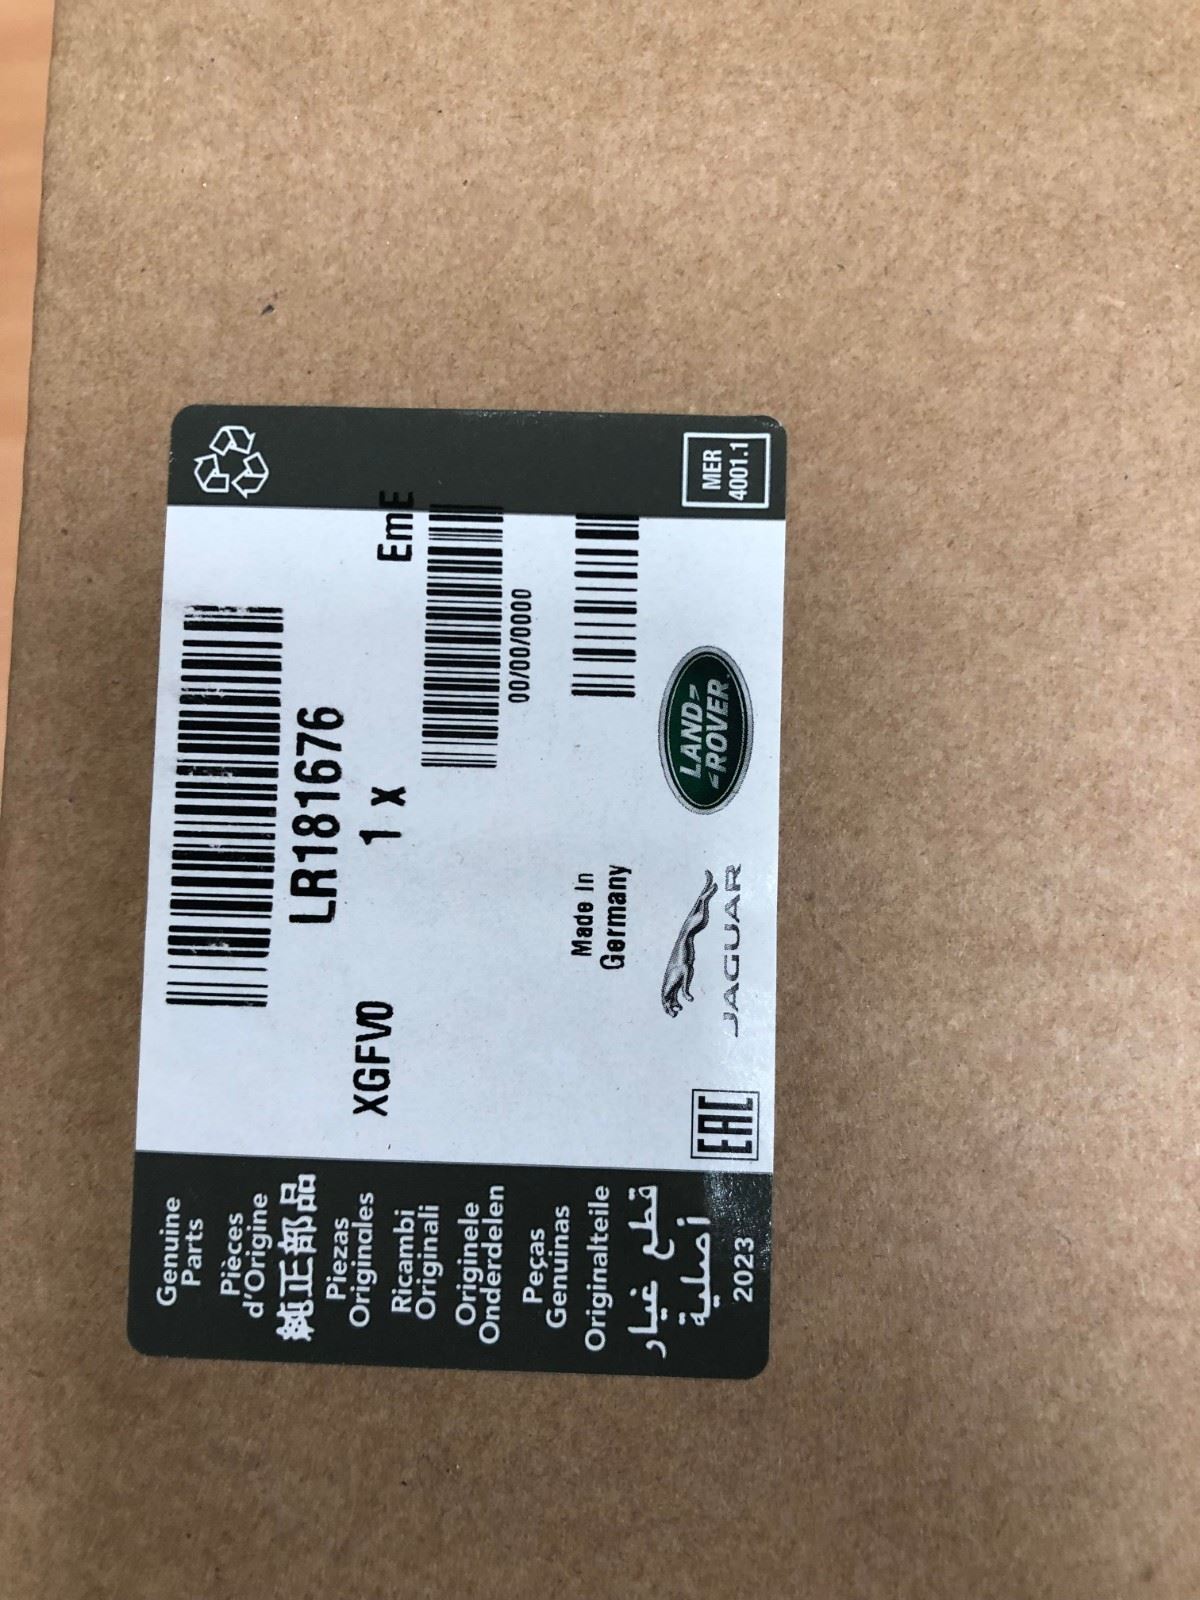 Genuine
Parts
Pièces
d'Origine
純正部品
Piezas
Originales
Ricambi
Originali
Originele
Onderdelen
Peças
Genuinas
Originalteile
قطع غيار
أصلية
2023
LR181676
XGFV0
1 x
EmE
00/00/0000
Made In
Germany
EAC
JAGUAR
LAND
ROVER
MER
4001.1